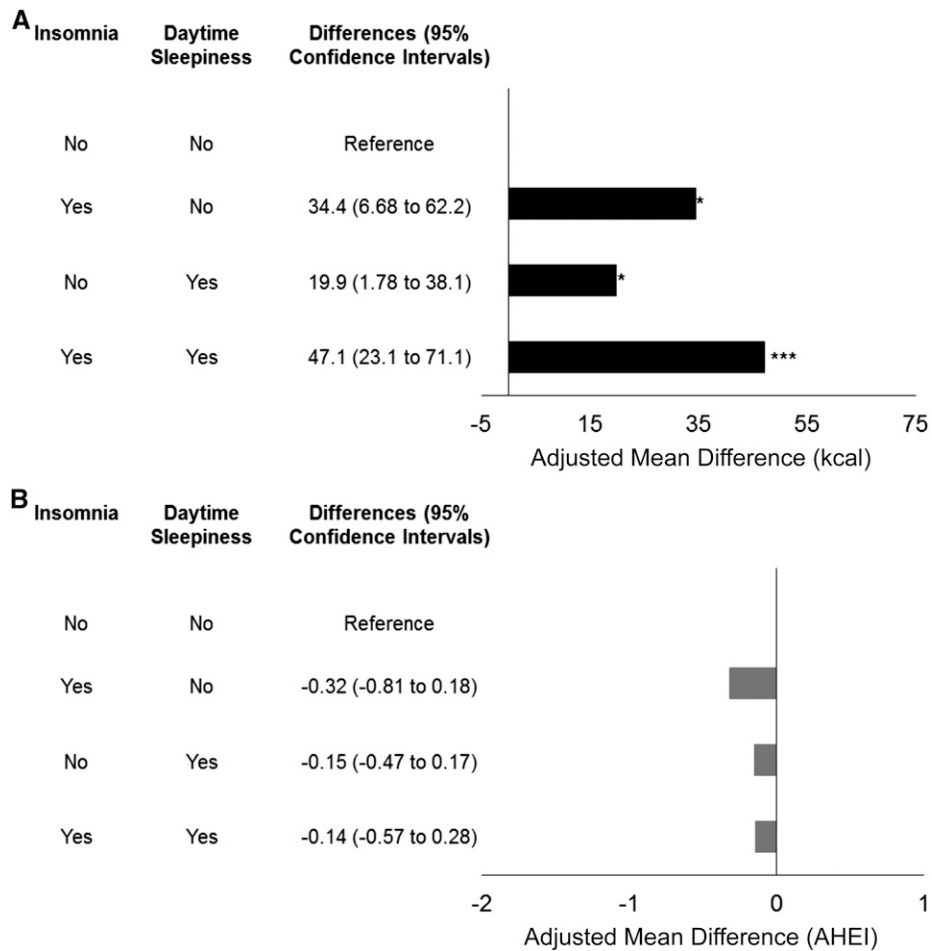 A
Insomnia Daytime Sleepiness Differences (95% Confidence Intervals)
No No Reference
Yes No 34.4 (6.68 to 62.2) *
No Yes 19.9 (1.78 to 38.1) *
Yes Yes 47.1 (23.1 to 71.1) ***
-5 15 35 55 75
Adjusted Mean Difference (kcal)
B
Insomnia Daytime Sleepiness Differences (95% Confidence Intervals)
No No Reference
Yes No -0.32 (-0.81 to 0.18)
No Yes -0.15 (-0.47 to 0.17)
Yes Yes -0.14 (-0.57 to 0.28)
-2 -1 0 1
Adjusted Mean Difference (AHEI)